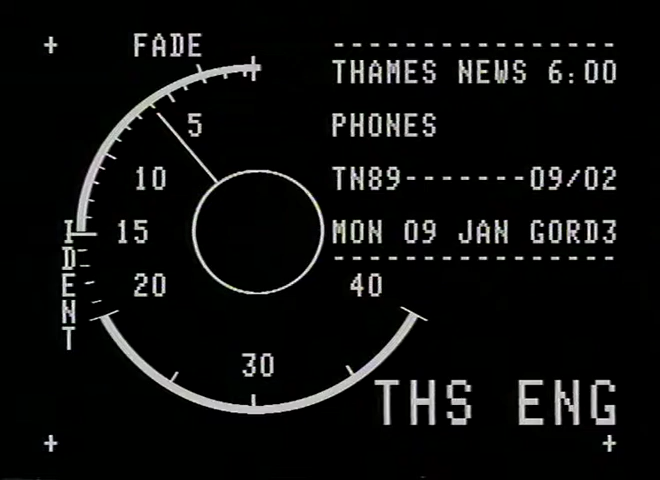 FADE
----------------
THAMES NEWS 6:00
5
PHONES
10
TN89-------09/02
15
MON 09 JAN GORD3
----------------
IDENT
20
40
30
THS ENG